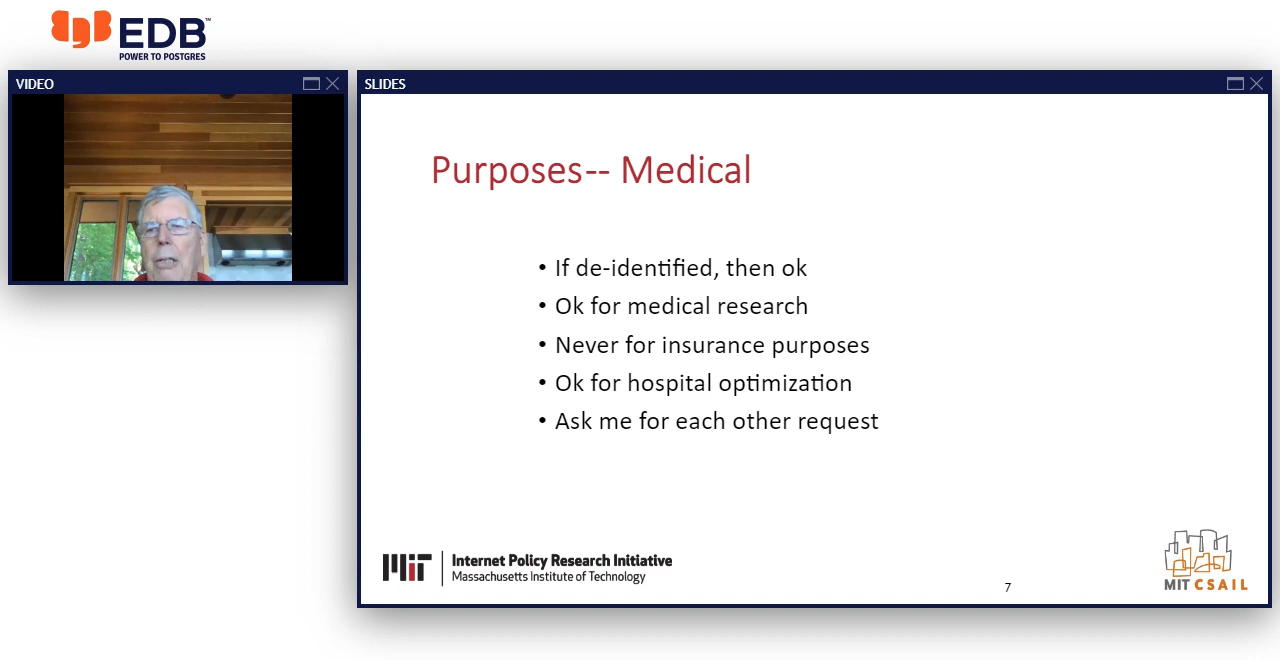 EDB™
POWER TO POSTGRES
VIDEO
SLIDES
Purposes-- Medical
• If de-identified, then ok
• Ok for medical research
• Never for insurance purposes
• Ok for hospital optimization
• Ask me for each other request
MIT
Internet Policy Research Initiative
Massachusetts Institute of Technology
7
MIT CSAIL